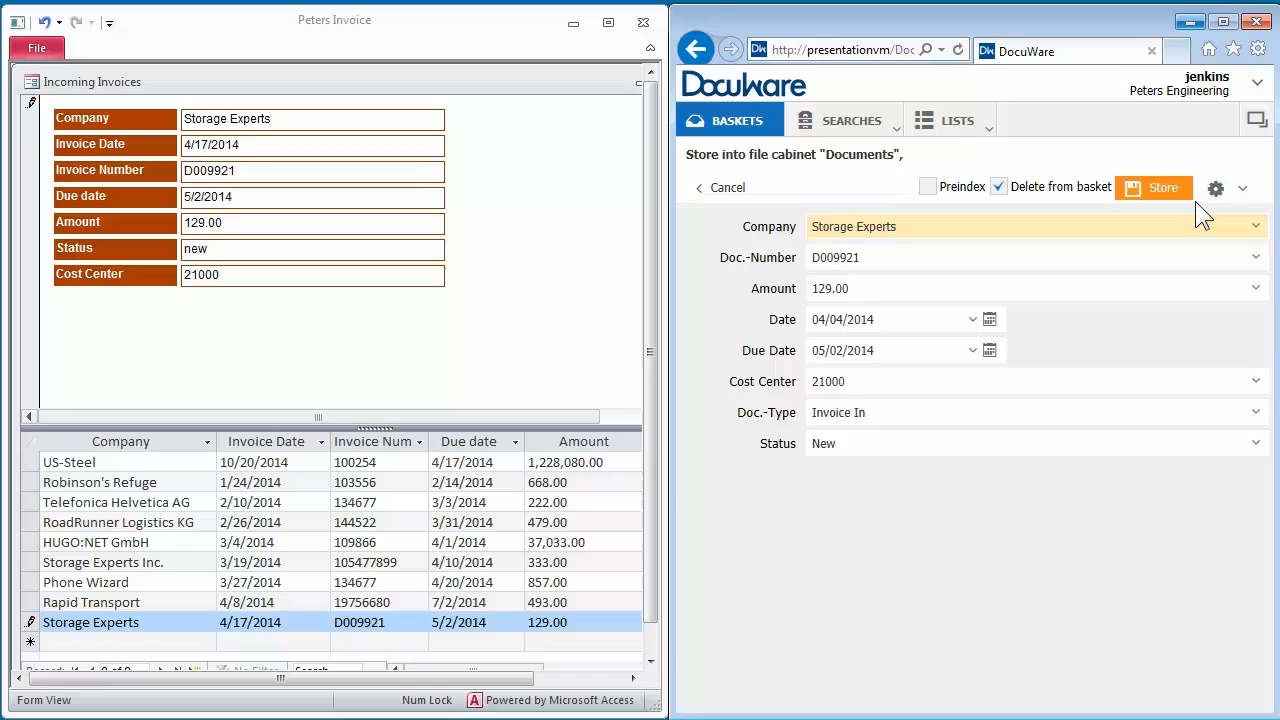 Peters Invoice
File
Incoming Invoices
Company Storage Experts
Invoice Date 4/17/2014
Invoice Number D009921
Due date 5/2/2014
Amount 129.00
Status new
Cost Center 21000
Company Invoice Date Invoice Num Due date Amount
US-Steel 10/20/2014 100254 4/17/2014 1,228,080.00
Robinson's Refuge 1/24/2014 103556 2/14/2014 668.00
Telefonica Helvetica AG 2/10/2014 134677 3/3/2014 222.00
RoadRunner Logistics KG 2/26/2014 144522 3/31/2014 479.00
HUGO:NET GmbH 3/4/2014 109866 4/1/2014 37,033.00
Storage Experts Inc. 3/19/2014 105477899 4/10/2014 333.00
Phone Wizard 3/27/2014 134677 4/20/2014 857.00
Rapid Transport 4/8/2014 19756680 7/2/2014 493.00
Storage Experts 4/17/2014 D009921 5/2/2014 129.00
Form View Num Lock A Powered by Microsoft Access
DW http://presentationvm/Doc DW DocuWare
DocuWare
jenkins
Peters Engineering
BASKETS SEARCHES LISTS
Store into file cabinet "Documents",
Cancel Preindex Delete from basket Store
Company Storage Experts
Doc.-Number D009921
Amount 129.00
Date 04/04/2014
Due Date 05/02/2014
Cost Center 21000
Doc.-Type Invoice In
Status New